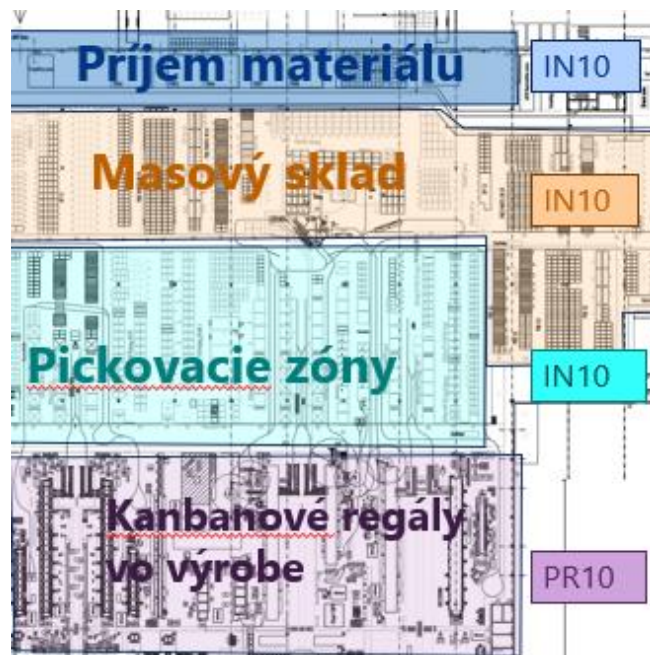 Príjem materiálu
IN10
Masový sklad
IN10
Pickovacie zóny
IN10
Kanbanové regály
vo výrobe
PR10